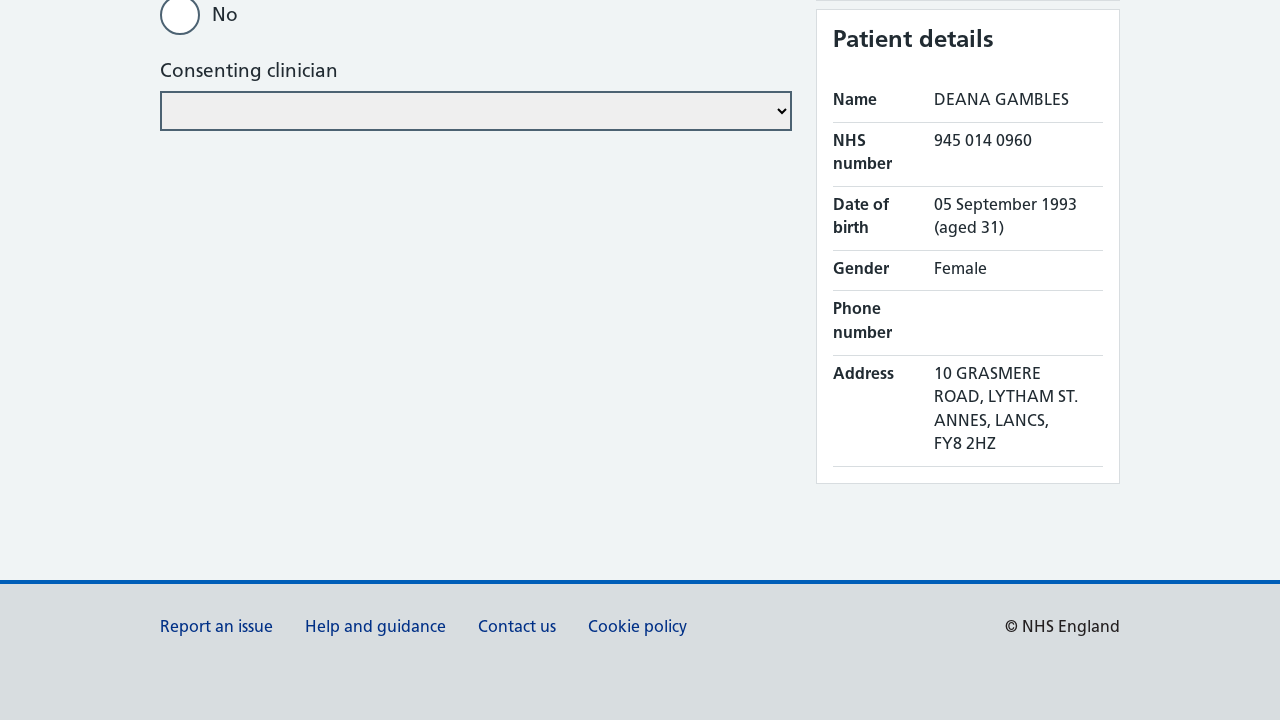 No
Consenting clinician
Patient details
Name DEANA GAMBLES
NHS number 945 014 0960
Date of birth 05 September 1993 (aged 31)
Gender Female
Phone number
Address 10 GRASMERE
ROAD, LYTHAM ST.
ANNES, LANCS,
FY8 2HZ
Report an issue Help and guidance Contact us Cookie policy © NHS England